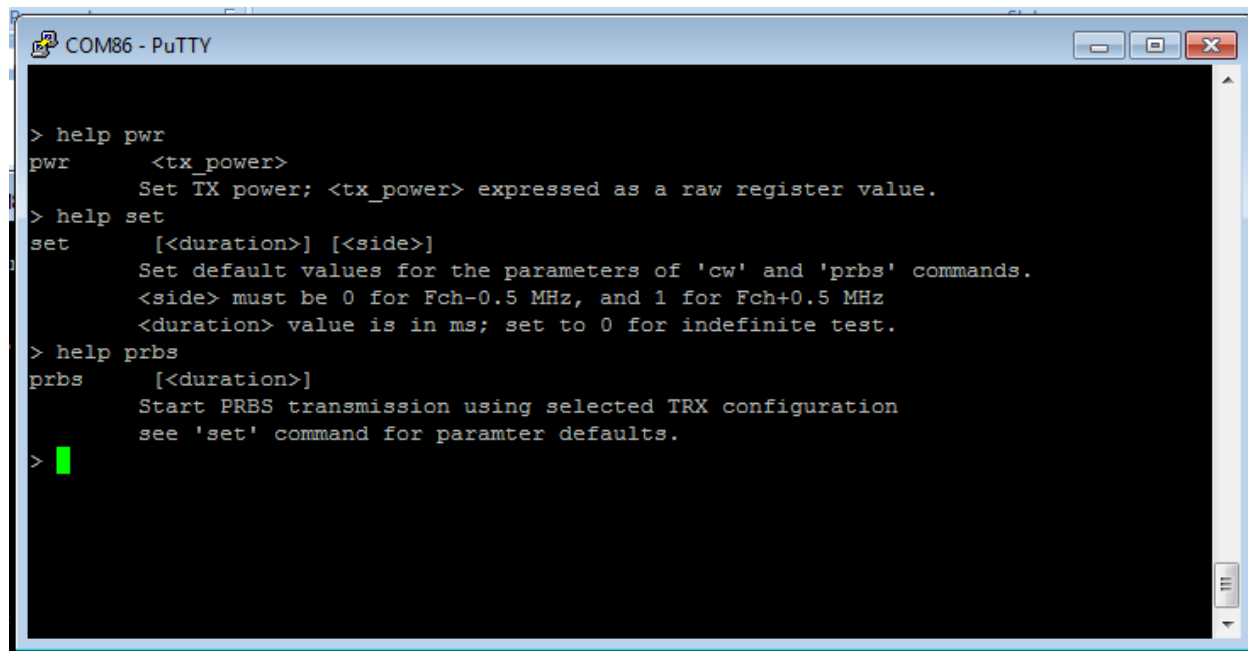 COM86 - PuTTY
> help pwr
pwr <tx_power>
Set TX power; <tx_power> expressed as a raw register value.
> help set
set [<duration>] [<side>]
Set default values for the parameters of 'cw' and 'prbs' commands.
<side> must be 0 for Fch-0.5 MHz, and 1 for Fch+0.5 MHz
<duration> value is in ms; set to 0 for indefinite test.
> help prbs
prbs [<duration>]
Start PRBS transmission using selected TRX configuration
see 'set' command for paramter defaults.
>